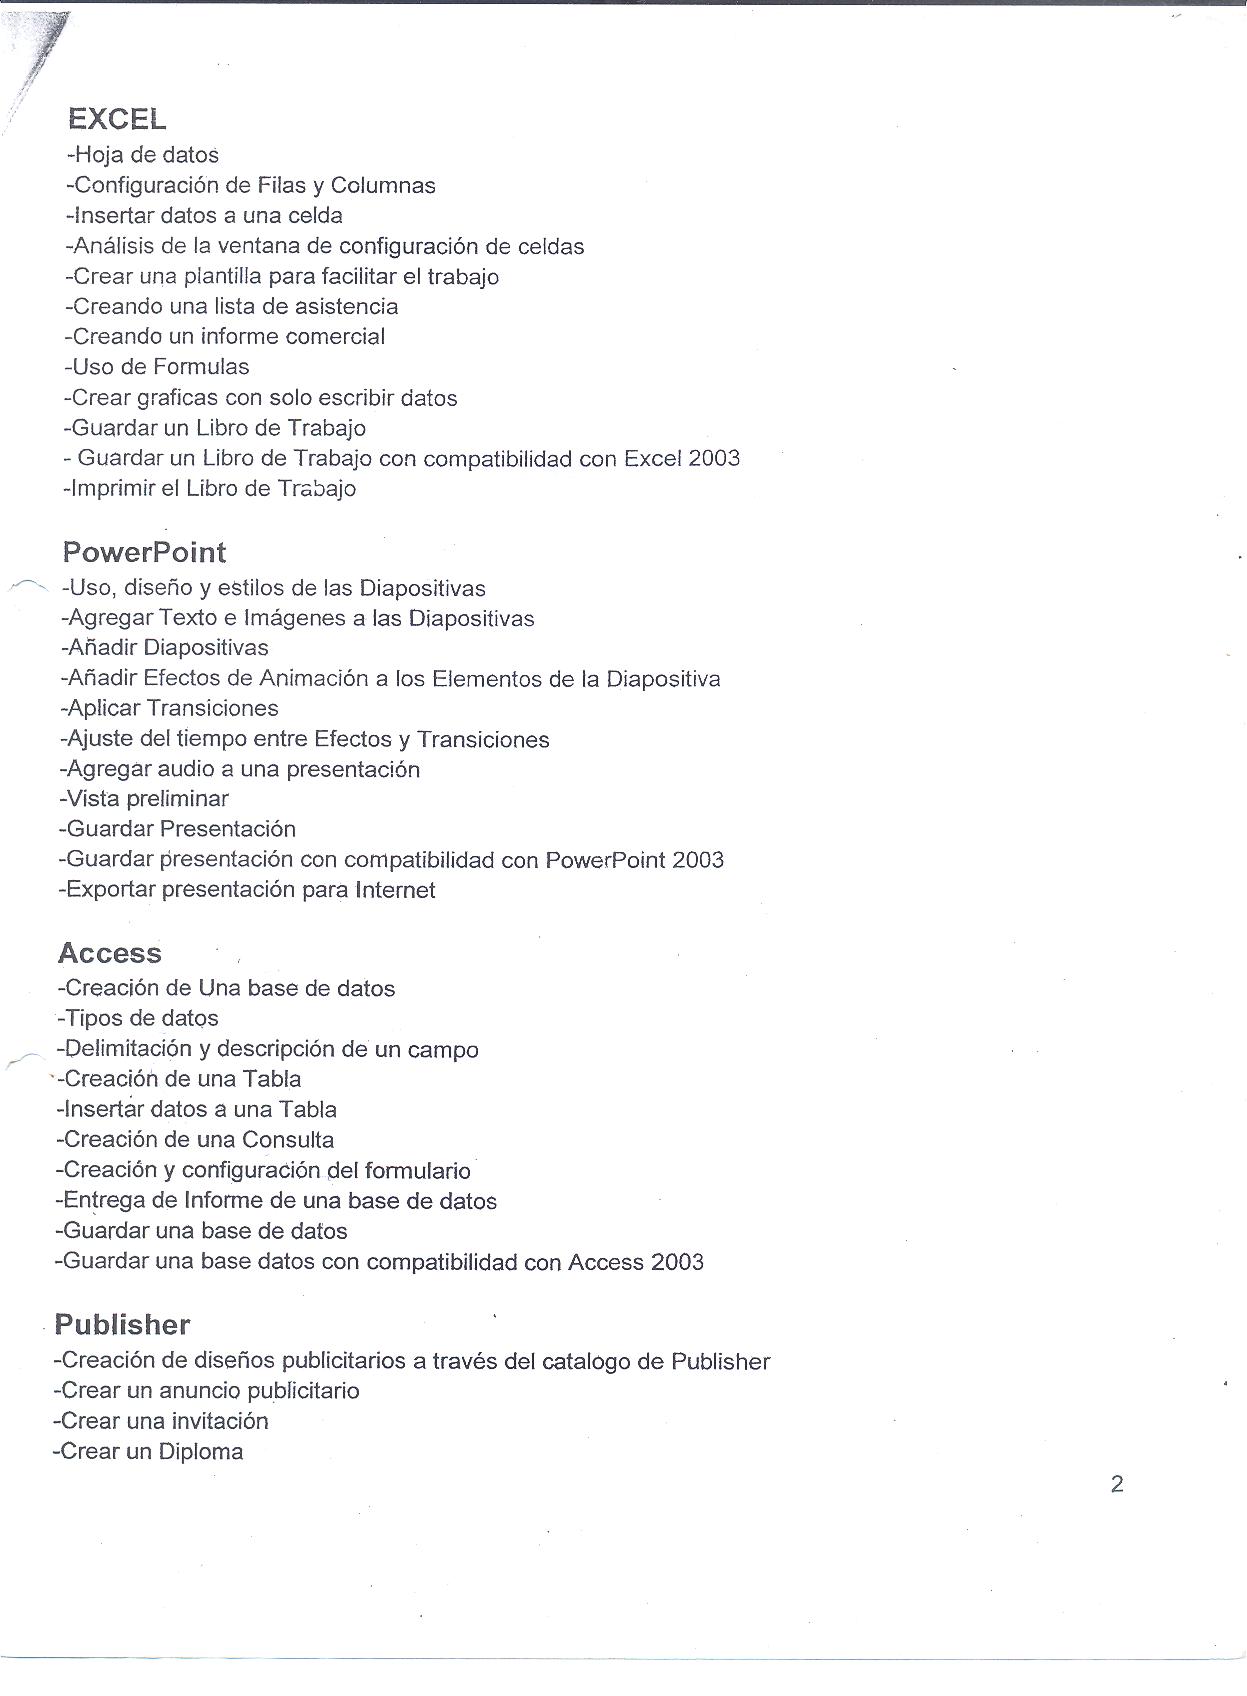 EXCEL
-Hoja de datos
-Configuración de Filas y Columnas
-Insertar datos a una celda
-Análisis de la ventana de configuración de celdas
-Crear una plantilla para facilitar el trabajo
-Creando una lista de asistencia
-Creando un informe comercial
-Uso de Formulas
-Crear graficas con solo escribir datos
-Guardar un Libro de Trabajo
- Guardar un Libro de Trabajo con compatibilidad con Excel 2003
-Imprimir el Libro de Trabajo
PowerPoint
-Uso, diseño y estilos de las Diapositivas
-Agregar Texto e Imágenes a las Diapositivas
-Añadir Diapositivas
-Añadir Efectos de Animación a los Elementos de la Diapositiva
-Aplicar Transiciones
-Ajuste del tiempo entre Efectos y Transiciones
-Agregar audio a una presentación
-Vista preliminar
-Guardar Presentación
-Guardar presentación con compatibilidad con PowerPoint 2003
-Exportar presentación para Internet
Access
-Creación de Una base de datos
-Tipos de datos
-Delimitación y descripción de un campo
-Creación de una Tabla
-Insertar datos a una Tabla
-Creación de una Consulta
-Creación y configuración del formulario
-Entrega de Informe de una base de datos
-Guardar una base de datos
-Guardar una base datos con compatibilidad con Access 2003
Publisher
-Creación de diseños publicitarios a través del catalogo de Publisher
-Crear un anuncio publicitario
-Crear una invitación
-Crear un Diploma
2